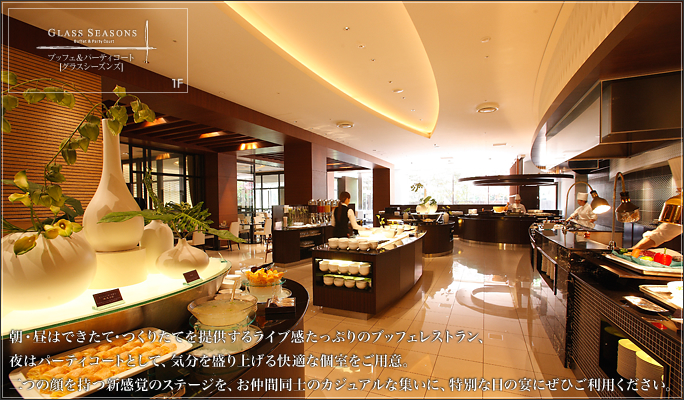 GLASS SEASONS
Buffet & Party Court
ブッフェ&パーティコート
[グラスシーズンズ]
1F
朝・昼はできたて・つくりたてを提供するライブ感たっぷりのブッフェレストラン、
夜はパーティコートとして、気分を盛り上げる快適な個室をご用意。
二つの顔を持つ新感覚のステージを、お仲間同士のカジュアルな集いに、特別な日の宴にぜひご利用ください。